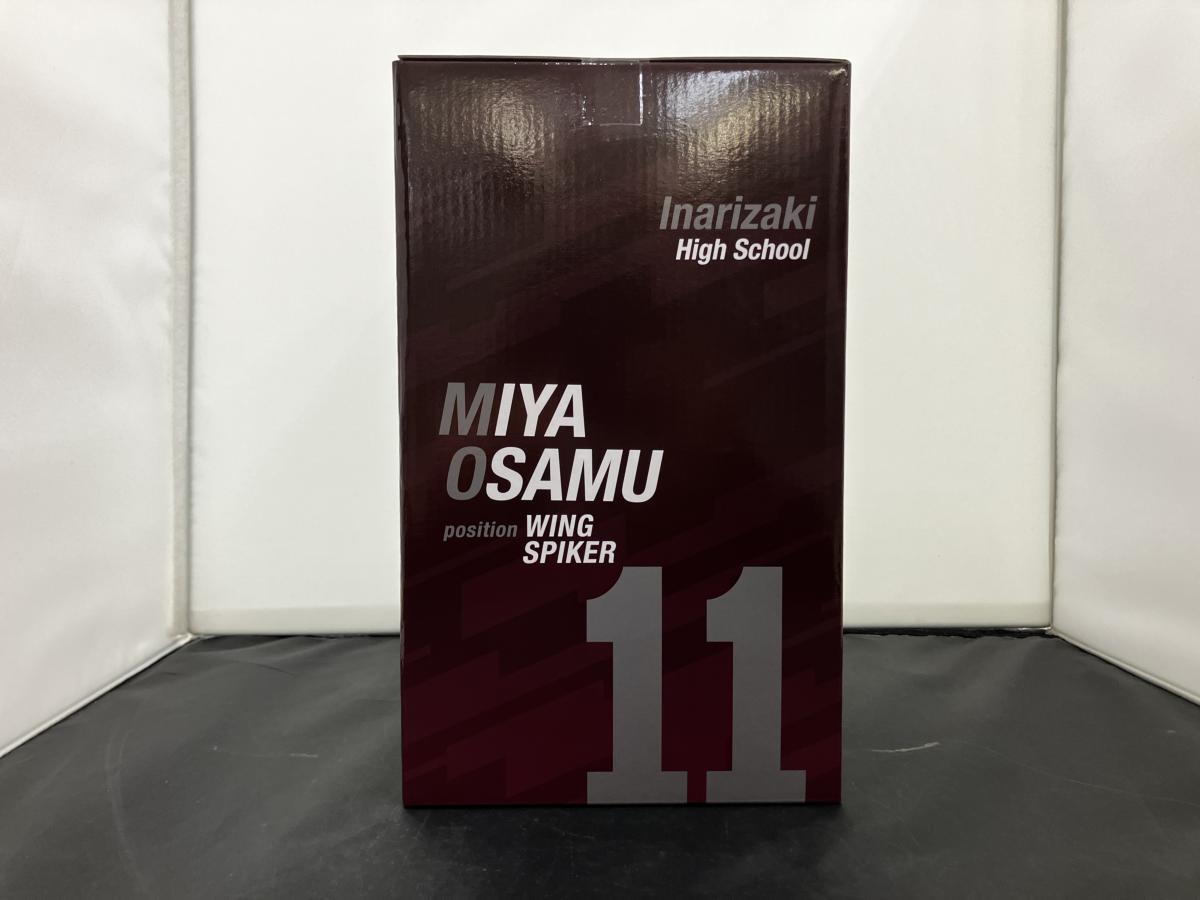 Inarizaki
High School
MIYA
OSAMU
position WING
SPIKER
11